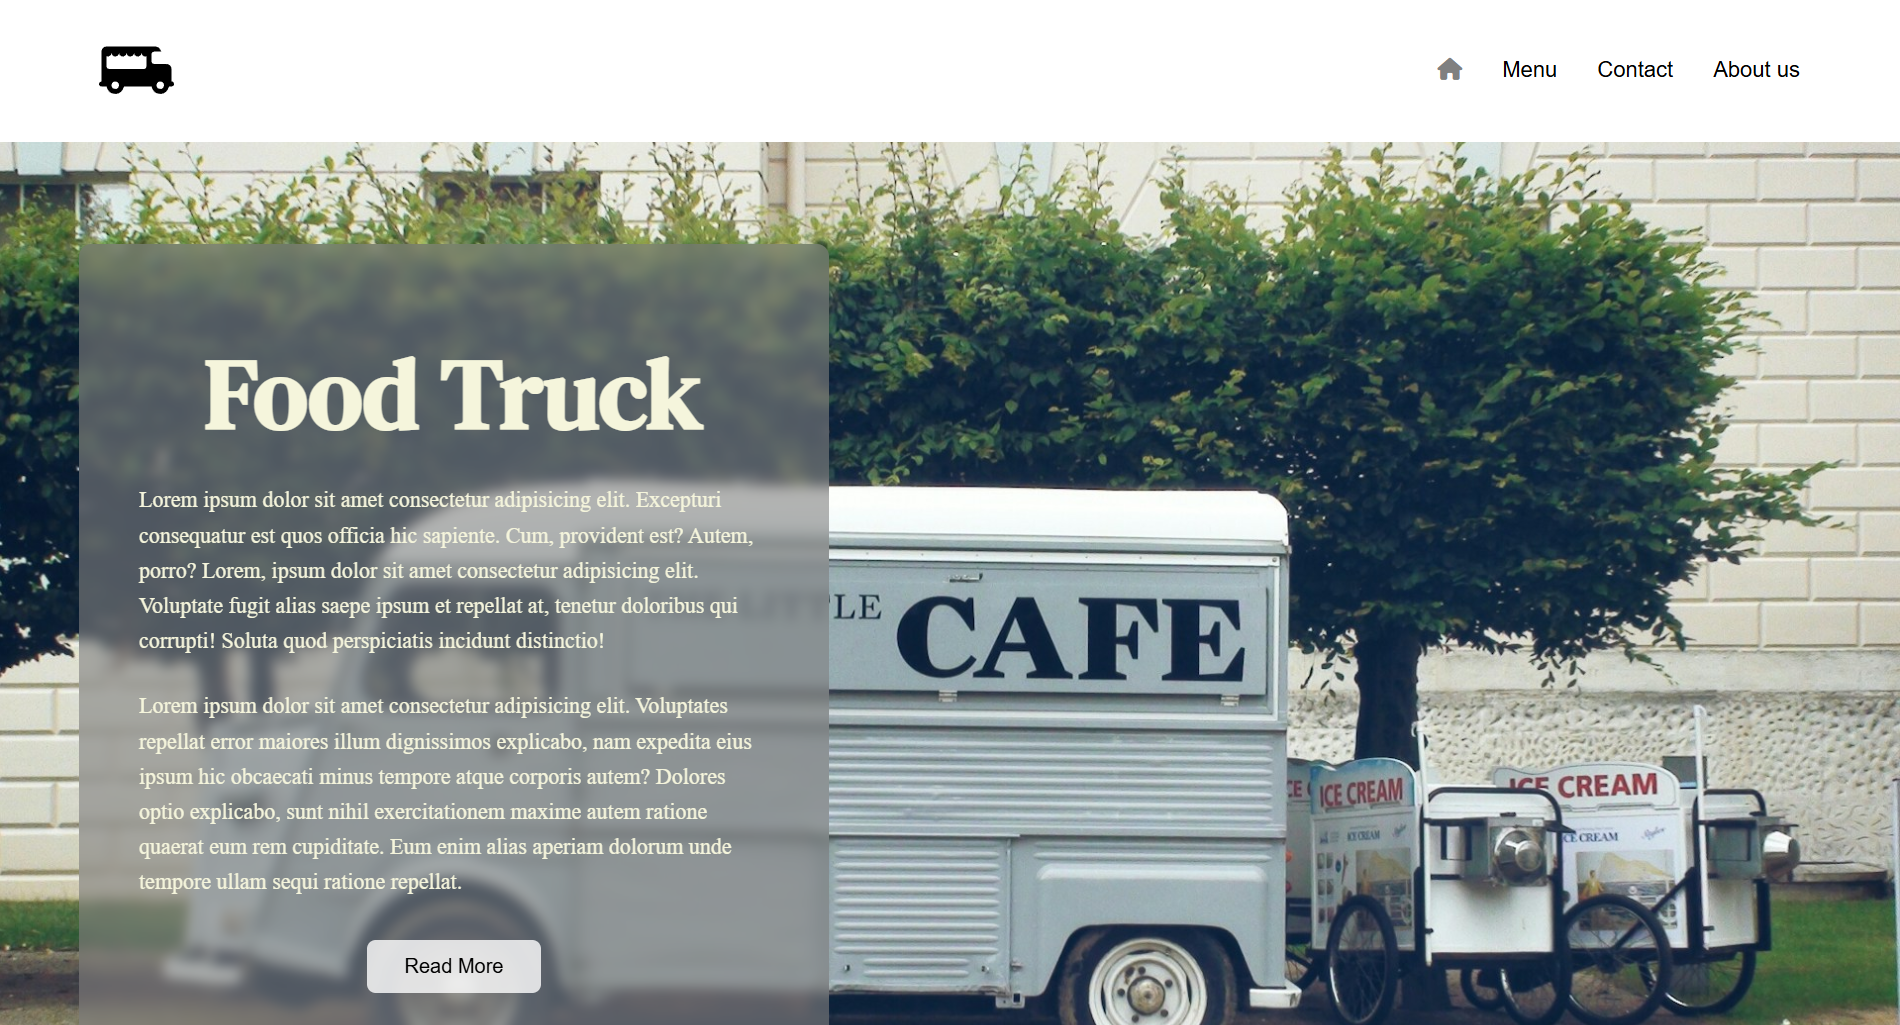 Menu Contact About us
Food Truck
Lorem ipsum dolor sit amet consectetur adipisicing elit. Excepturi
consequatur est quos officia hic sapiente. Cum, provident est? Autem,
porro? Lorem, ipsum dolor sit amet consectetur adipisicing elit.
Voluptate fugit alias saepe ipsum et repellat at, tenetur doloribus qui
corrupti! Soluta quod perspiciatis incidunt distinctio!
Lorem ipsum dolor sit amet consectetur adipisicing elit. Voluptates
repellat error maiores illum dignissimos explicabo, nam expedita eius
ipsum hic obcaecati minus tempore atque corporis autem? Dolores
optio explicabo, sunt nihil exercitationem maxime autem ratione
quaerat eum rem cupiditate. Eum enim alias aperiam dolorum unde
tempore ullam sequi ratione repellat.
Read More
LE CAFE
ICE CREAM
ICE CREAM
ICE CREAM
CE CREAM